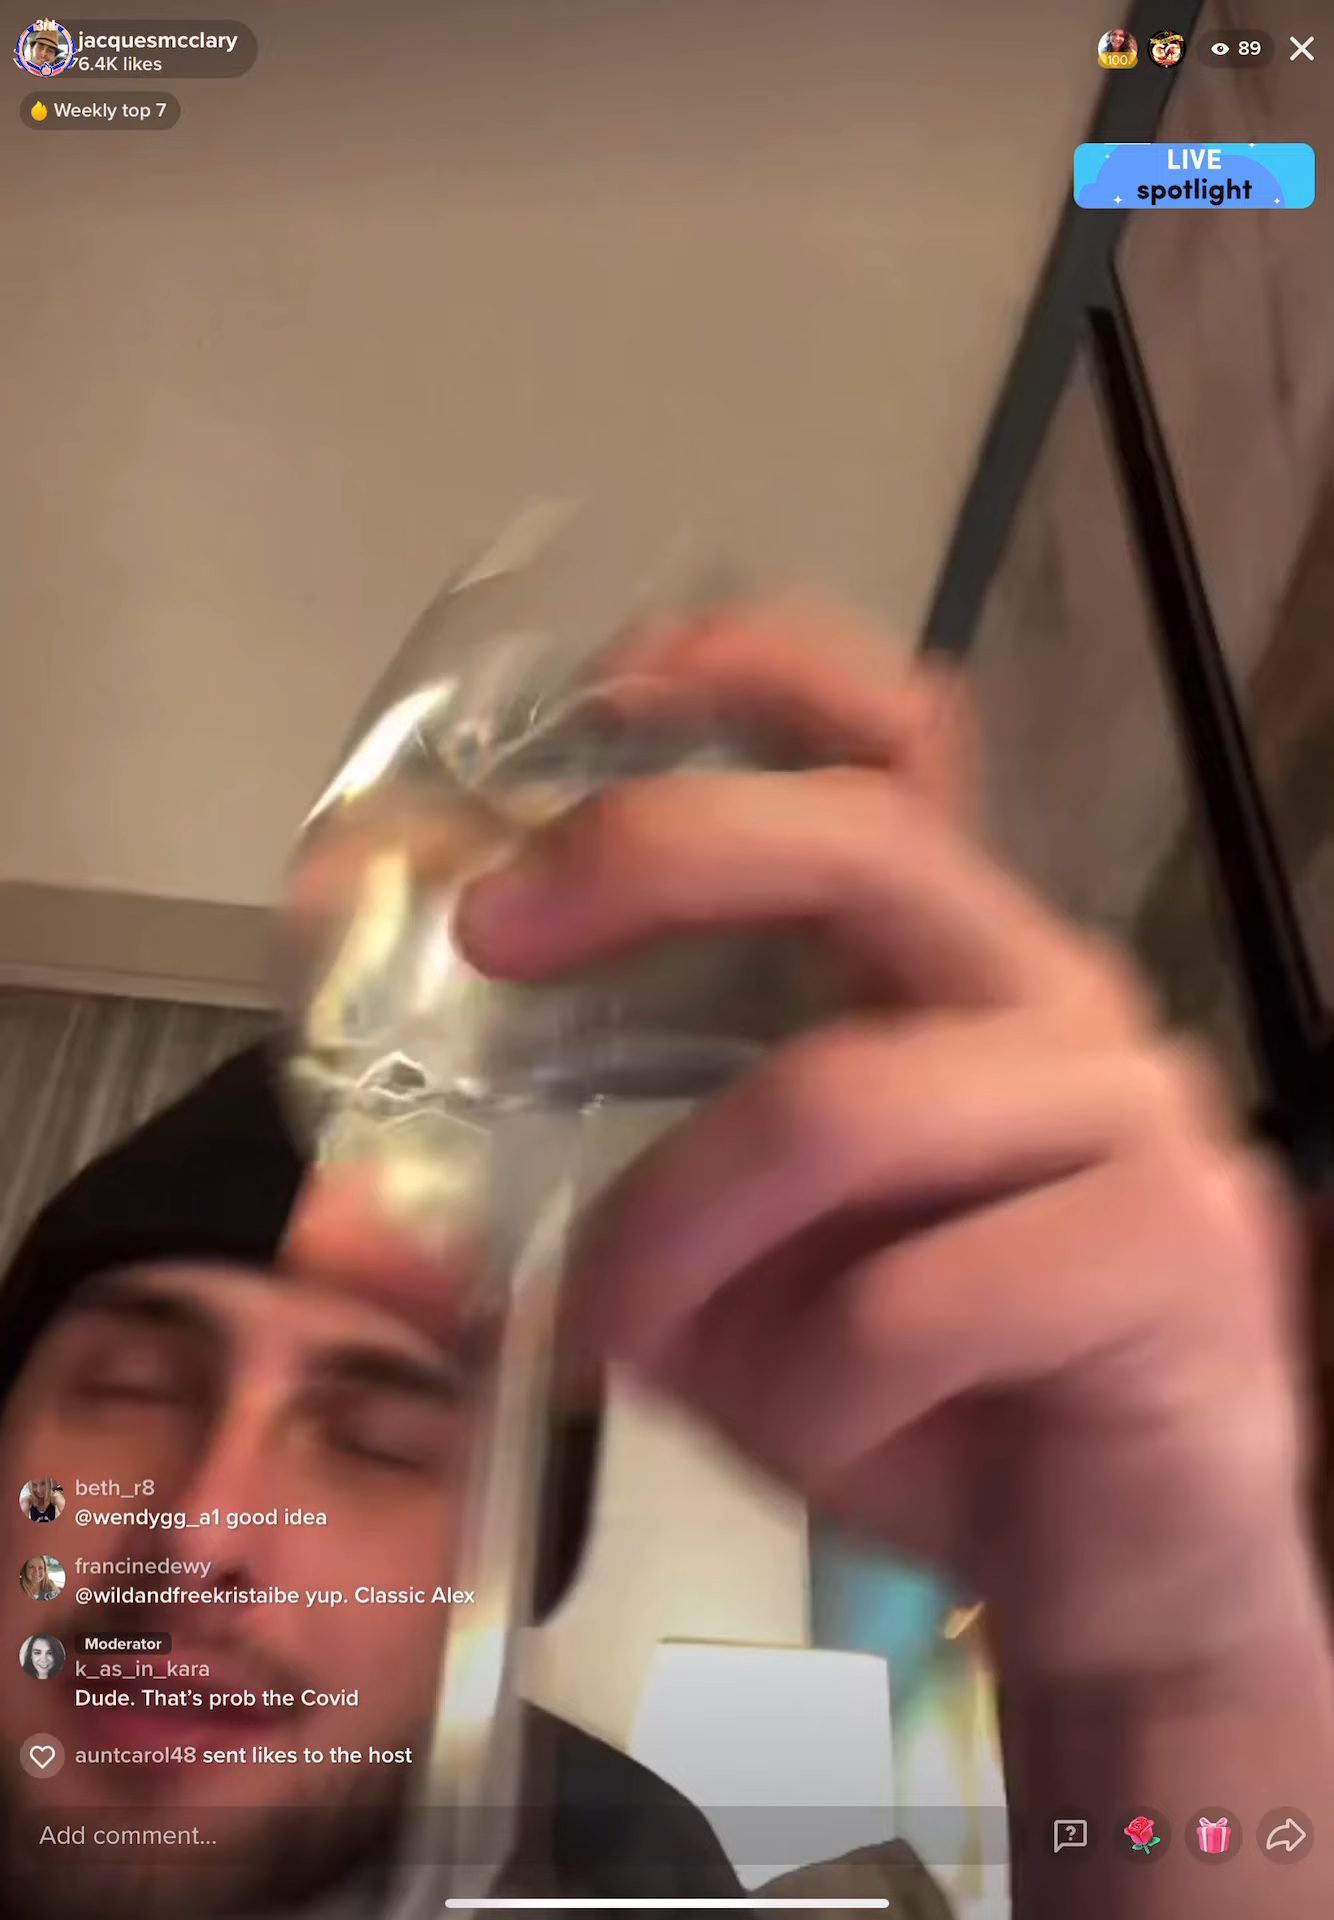 3rd
jacquesmcclary
6.4K likes
100
89
Weekly top 7
LIVE
spotlight
beth_r8
@wendygg_a1 good idea
francinedewy
@wildandfreekristaibe yup. Classic Alex
Moderator
k_as_in_kara
Dude. That’s prob the Covid
auntcarol48 sent likes to the host
Add comment...
?